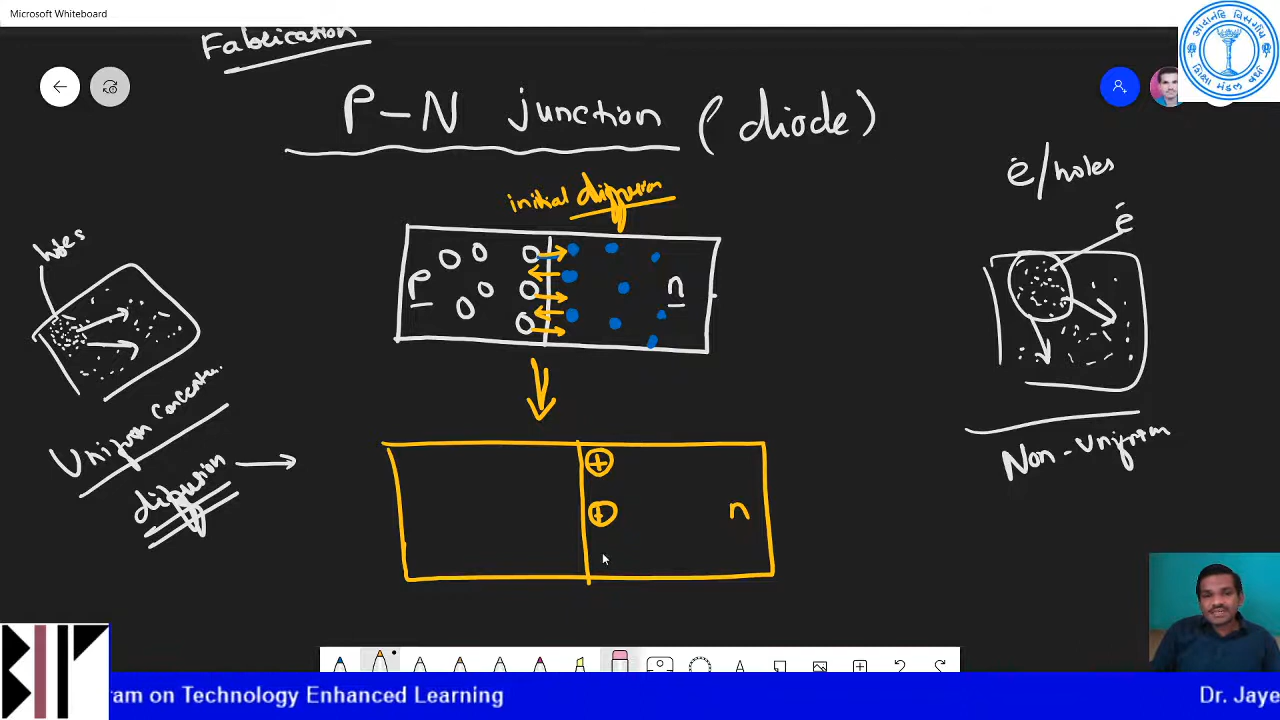 Microsoft Whiteboard
Fabrication
P-N junction (diode)
initial diffusion
holes
p
n
ē/holes
ē
Uniform Concentra.
diffusion
Non-Uniform
+
+
n
ram on Technology Enhanced Learning
Dr. Jaye